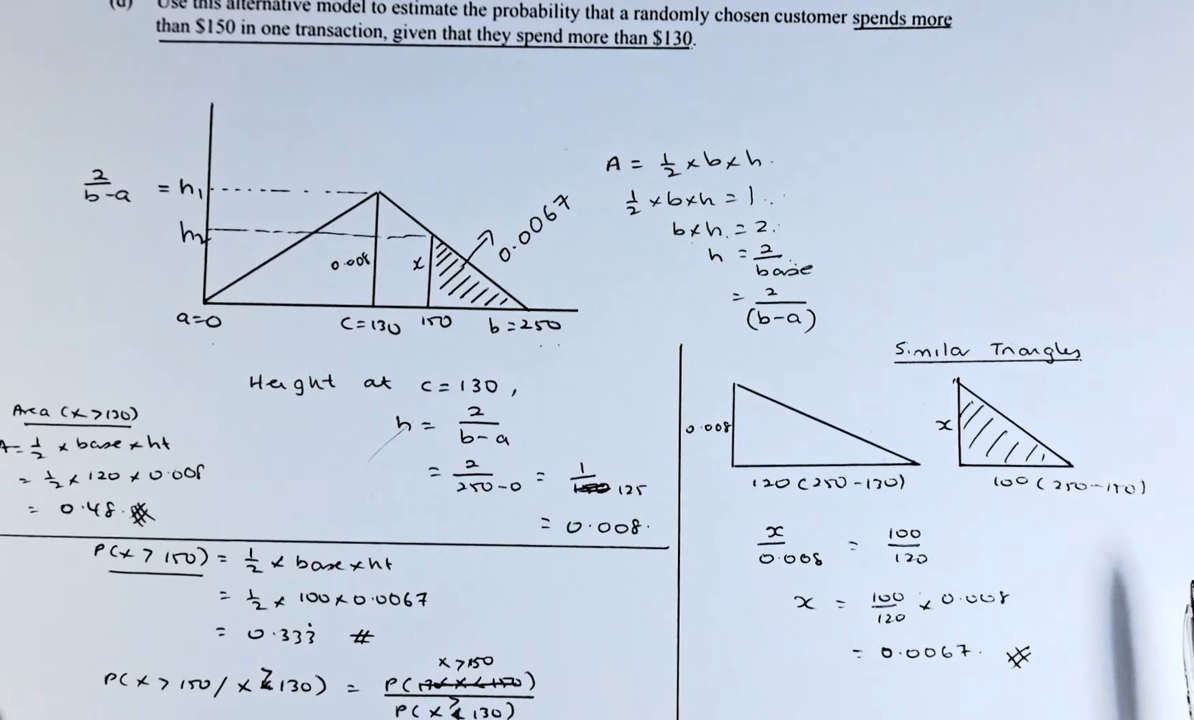 (d) Use this alternative model to estimate the probability that a randomly chosen customer spends more
than $150 in one transaction, given that they spend more than $130.
2/(b-a) = h₁
h₂
0.008
x
0.0067
a=0
C=130
150
b=250
A = ½ × b × h.
½ × b × h = 1.
b × h = 2.
h = 2/base
= 2/(b-a)
Height at c = 130,
h = 2/(b-a)
= 2/(250-0) = 1/125
= 0.008.
Area (x > 130)
A = ½ × base × ht
= ½ × 120 × 0.008
= 0.48 #
P(x > 150) = ½ × base × ht
= ½ × 100 × 0.0067
= 0.333̇ #
P(x > 150 / x > 130) = P(x > 150)/P(x > 130)
Similar Triangles
0.008
120 (250-130)
x
100 (250-150)
x/0.008 = 100/120
x = 100/120 × 0.008
= 0.0067. #